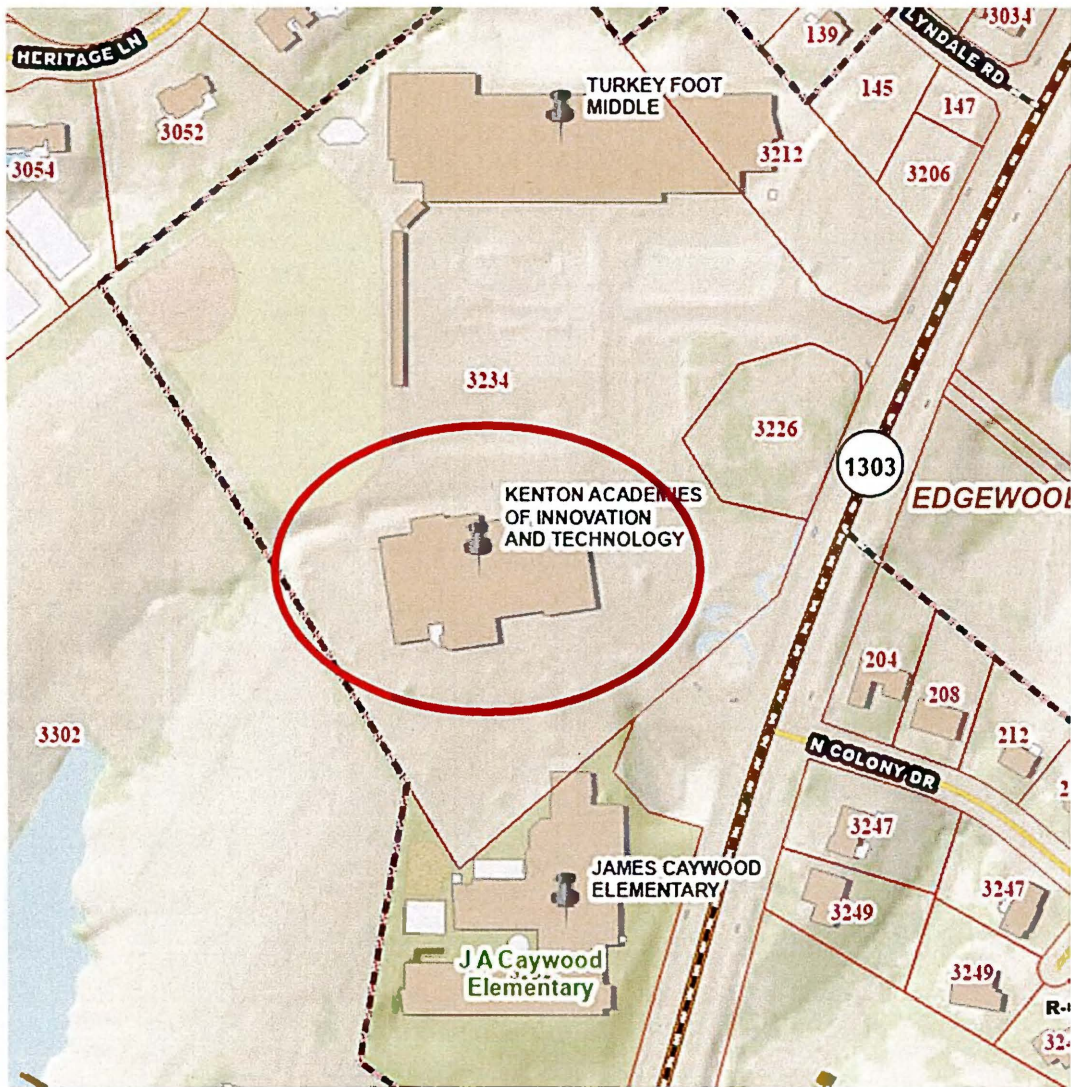 HERITAGE LN
LYNDALE RD
3034
139
145
147
TURKEY FOOT
MIDDLE
3052
3054
3212
3206
3234
3226
1303
EDGEWOO
KENTON ACADEMIES
OF INNOVATION
AND TECHNOLOGY
204
208
212
3302
N COLONY DR
3247
JAMES CAYWOOD
ELEMENTARY
3249
3247
J A Caywood
Elementary
3249
R-